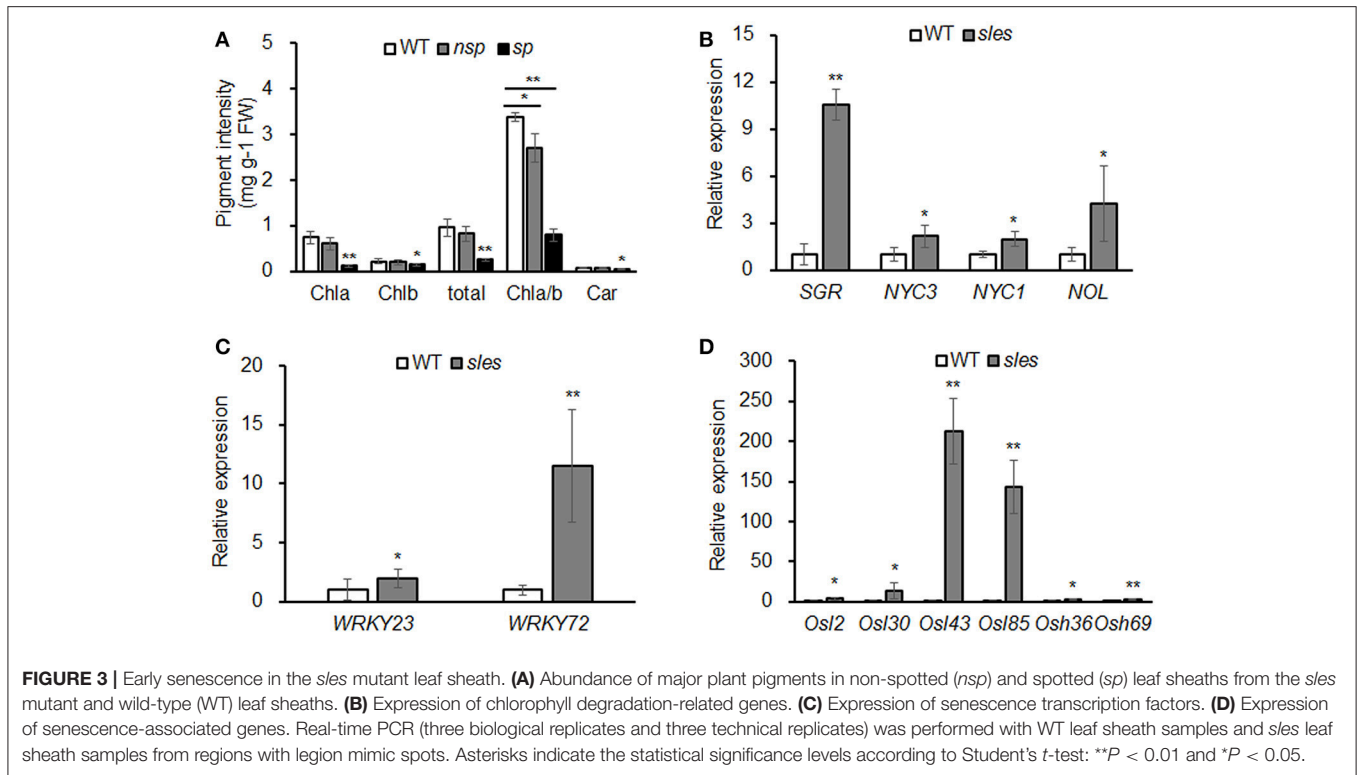 A
WT nsp sp
Pigment intensity
(mg g-1 FW)
5
4
3
2
1
0
** * ** * ** *
Chla Chlb total Chla/b Car
B
WT sles
Relative expression
15
12
9
6
3
0
** * * *
SGR NYC3 NYC1 NOL
C
WT sles
Relative expression
20
15
10
5
0
* **
WRKY23 WRKY72
D
WT sles
Relative expression
300
250
200
150
100
50
0
* * ** ** * **
Osl2 Osl30 Osl43 Osl85 Osh36 Osh69
FIGURE 3 | Early senescence in the sles mutant leaf sheath. (A) Abundance of major plant pigments in non-spotted (nsp) and spotted (sp) leaf sheaths from the sles
mutant and wild-type (WT) leaf sheaths. (B) Expression of chlorophyll degradation-related genes. (C) Expression of senescence transcription factors. (D) Expression
of senescence-associated genes. Real-time PCR (three biological replicates and three technical replicates) was performed with WT leaf sheath samples and sles leaf
sheath samples from regions with legion mimic spots. Asterisks indicate the statistical significance levels according to Student's t-test: **P < 0.01 and *P < 0.05.